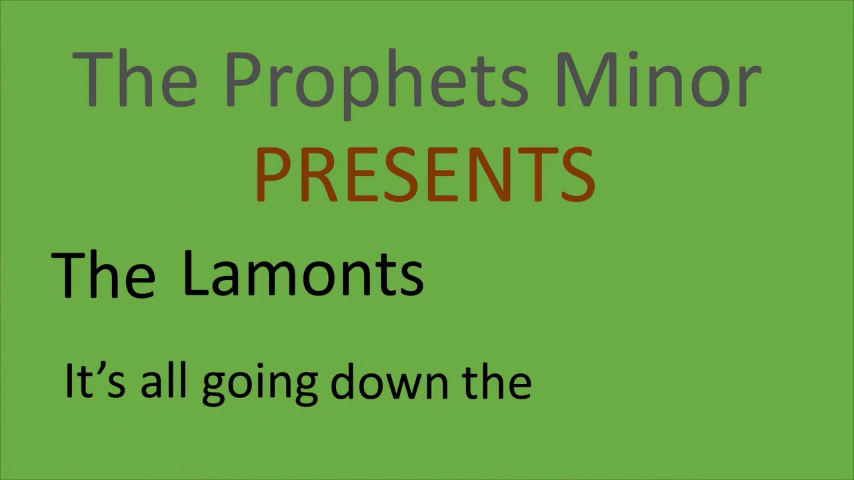 The Prophets Minor
PRESENTS
The Lamonts
It’s all going down the